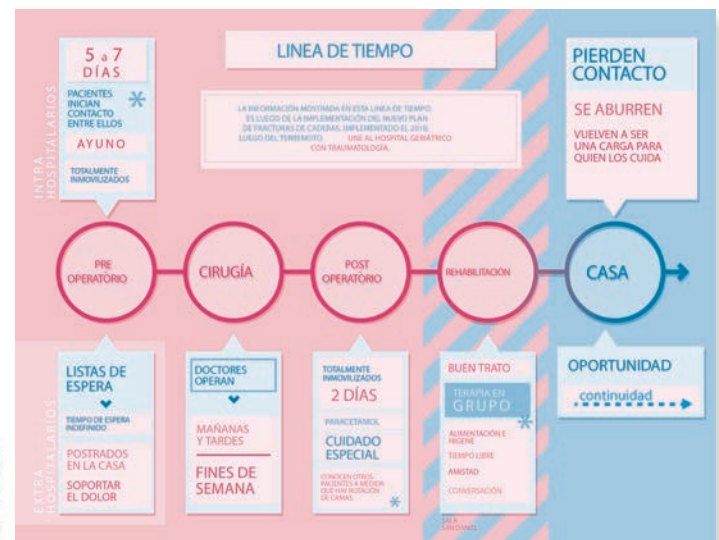 LINEA DE TIEMPO
LA INFORMACIÓN MOSTRADA EN ESTA LINEA DE TIEMPO,
ES LUEGO DE LA IMPLEMENTACIÓN DEL NUEVO PLAN
DE FRACTURAS DE CADERAS, IMPLEMENTADO EL 2010,
LUEGO DEL TERREMOTO. UNE AL HOSPITAL GERIÁTRICO
CON TRAUMATOLOGÍA.
INTRA
HOSPITALARIOS
5 a 7
DÍAS
PACIENTES
INICIAN
CONTACTO
ENTRE ELLOS
AYUNO
TOTALMENTE
INMOVILIZADOS
PIERDEN
CONTACTO
SE ABURREN
VUELVEN A SER
UNA CARGA PARA
QUIEN LOS CUIDA
PRE
OPERATORIO
CIRUGÍA
POST
OPERATORIO
REHABILITACIÓN
CASA
EXTRA
HOSPITALARIOS
LISTAS DE
ESPERA
TIEMPO DE ESPERA
INDEFINIDO
POSTRADOS
EN LA CASA
SOPORTAR
EL DOLOR
DOCTORES
OPERAN
MAÑANAS
Y TARDES
FINES DE
SEMANA
TOTALMENTE
INMOVILIZADOS
2 DÍAS
PARACETAMOL
CUIDADO
ESPECIAL
CONOCEN OTROS
PACIENTES A MEDIDA
QUE HAY ROTACIÓN
DE CAMAS.
BUEN TRATO
TERAPIA EN
GRUPO
ALIMENTACIÓN E
HIGIENE
TIEMPO LIBRE
AMISTAD
CONVERSACIÓN
SALA
SAN DANIEL
OPORTUNIDAD
continuidad